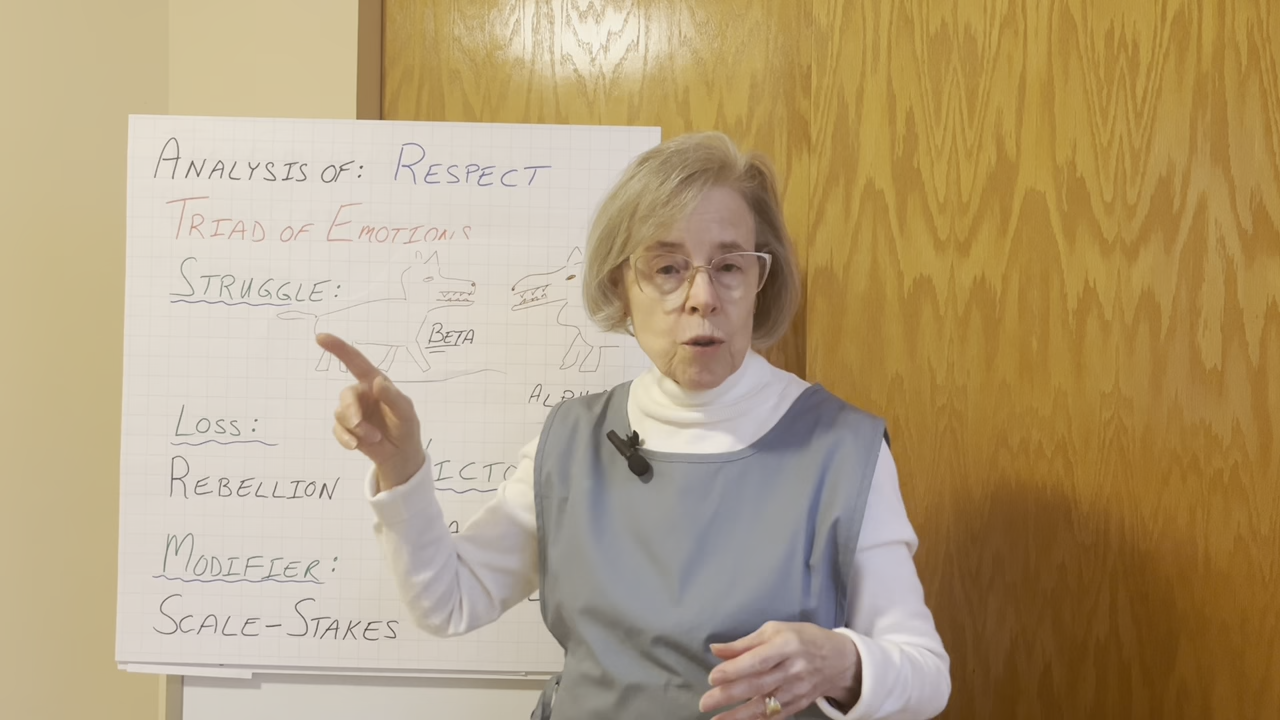 ANALYSIS OF: RESPECT
TRIAD OF EMOTIONS
STRUGGLE:
BETA
LOSS:
REBELLION
MODIFIER:
SCALE-STAKES